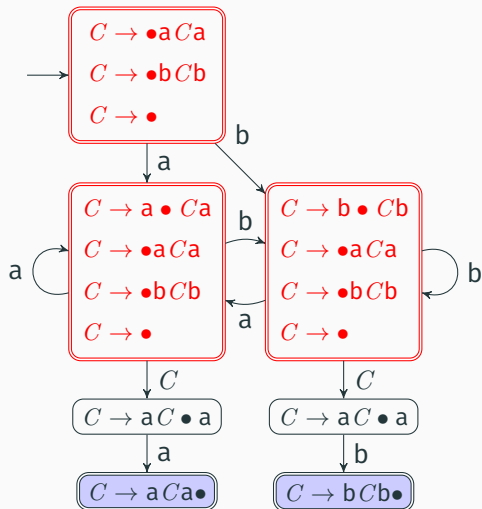 C → •aCa
C → •bCb
C → •
b
a
C → a • Ca
C → •aCa
C → •bCb
C → •
b
a
C → b • Cb
C → •aCa
C → •bCb
C → •
a
b
C
C
C → aC • a
C → aC • a
a
b
C → aCa•
C → bCb•